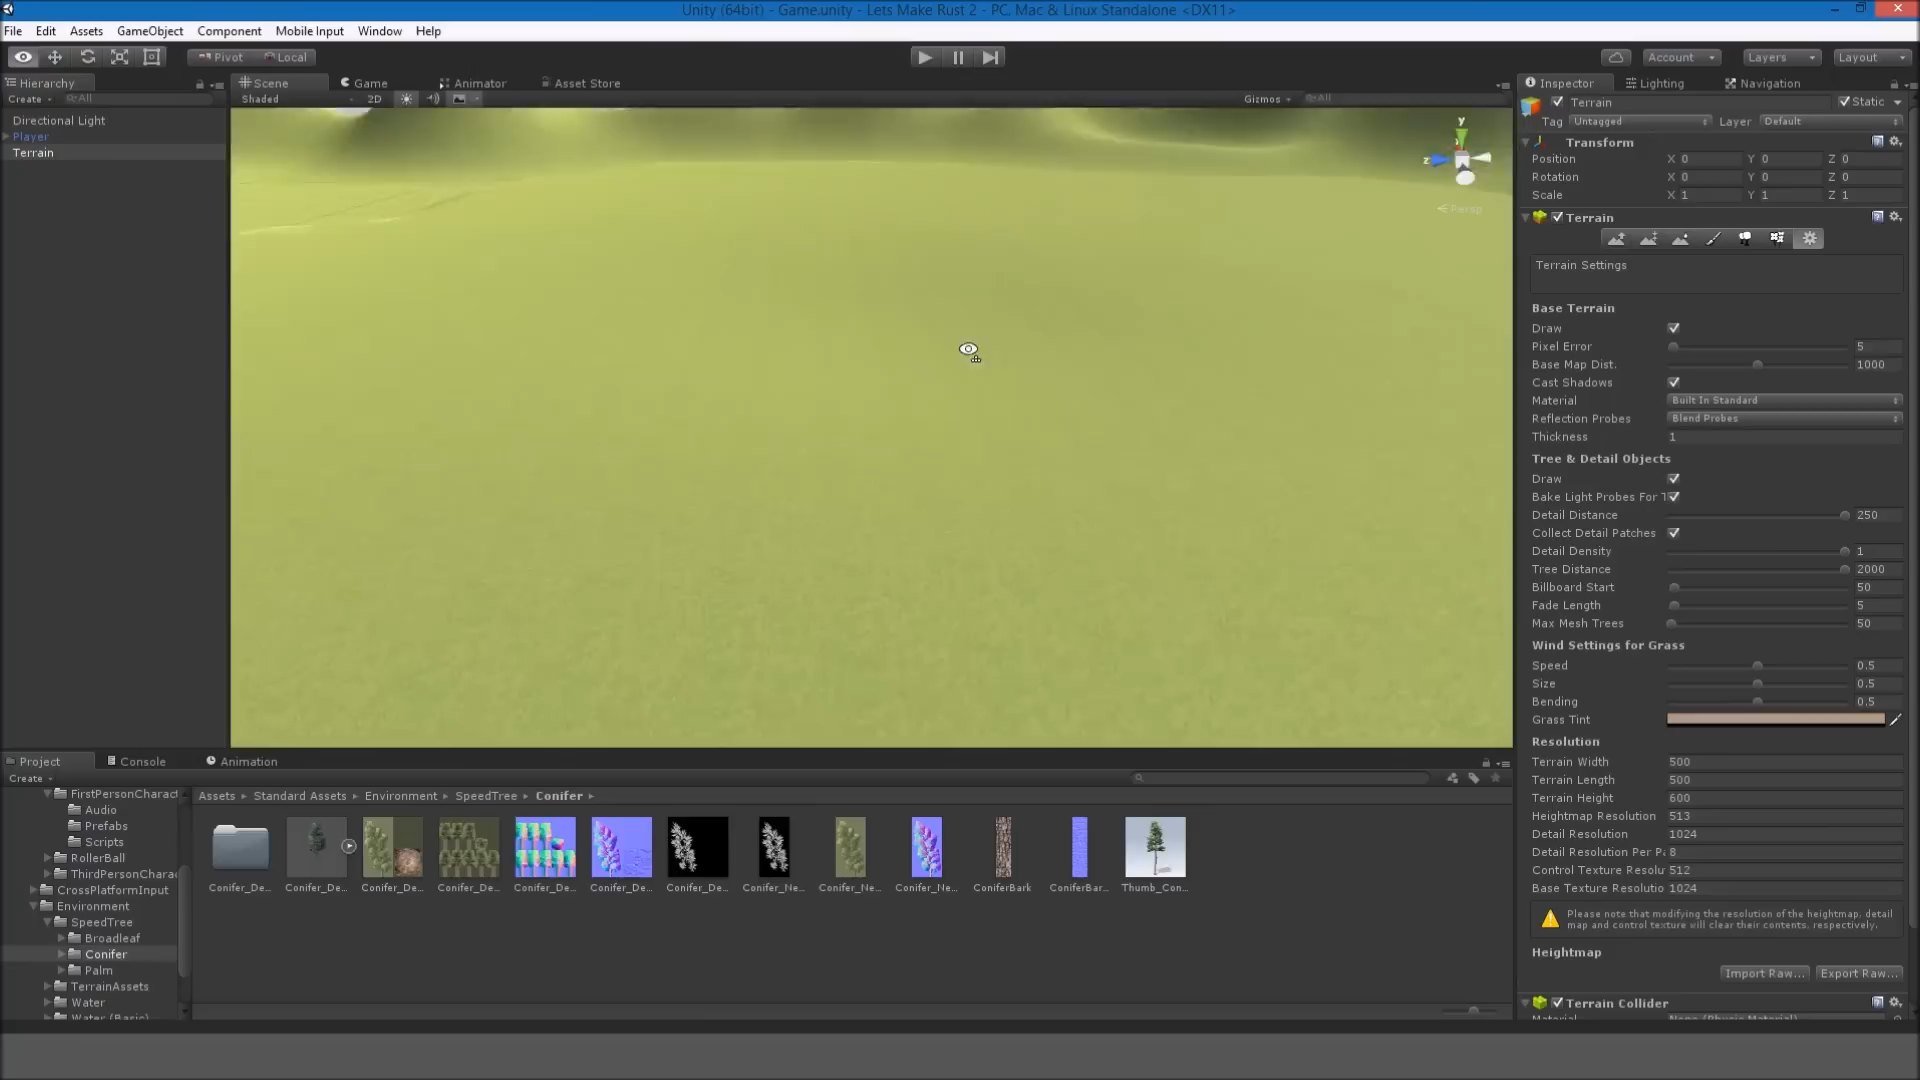 Unity (64bit) - Game.unity - Lets Make Rust 2 - PC, Mac & Linux Standalone <DX11>
File Edit Assets GameObject Component Mobile Input Window Help
Pivot Local Account Layers Layout
Hierarchy Scene Game Animator Asset Store Inspector Lighting Navigation
Create All Shaded 2D Gizmos All
Terrain Static
Tag Untagged Layer Default
Directional Light
Player
Terrain
y
z
Persp
Transform
Position X 0 Y 0 Z 0
Rotation X 0 Y 0 Z 0
Scale X 1 Y 1 Z 1
Terrain
Terrain Settings
Base Terrain
Draw
Pixel Error 5
Base Map Dist. 1000
Cast Shadows
Material Built In Standard
Reflection Probes Blend Probes
Thickness 1
Tree & Detail Objects
Draw
Bake Light Probes For T
Detail Distance 250
Collect Detail Patches
Detail Density 1
Tree Distance 2000
Billboard Start 50
Fade Length 5
Max Mesh Trees 50
Wind Settings for Grass
Speed 0.5
Size 0.5
Bending 0.5
Grass Tint
Resolution
Terrain Width 500
Terrain Length 500
Terrain Height 600
Heightmap Resolution 513
Detail Resolution 1024
Detail Resolution Per Pa 8
Control Texture Resolu 512
Base Texture Resolutio 1024
Please note that modifying the resolution of the heightmap, detail
map and control texture will clear their contents, respectively.
Heightmap
Import Raw... Export Raw...
Terrain Collider
Material None (Physic Material)
Project Console Animation
Create
FirstPersonCharact
Audio
Prefabs
Scripts
RollerBall
ThirdPersonCharac
CrossPlatformInput
Environment
SpeedTree
Broadleaf
Conifer
Palm
TerrainAssets
Water
Water (Basic)
Assets Standard Assets Environment SpeedTree Conifer
Conifer_De... Conifer_De... Conifer_De... Conifer_De... Conifer_De... Conifer_De... Conifer_De... Conifer_Ne... Conifer_Ne... Conifer_Ne... ConiferBark ConiferBar... Thumb_Con...